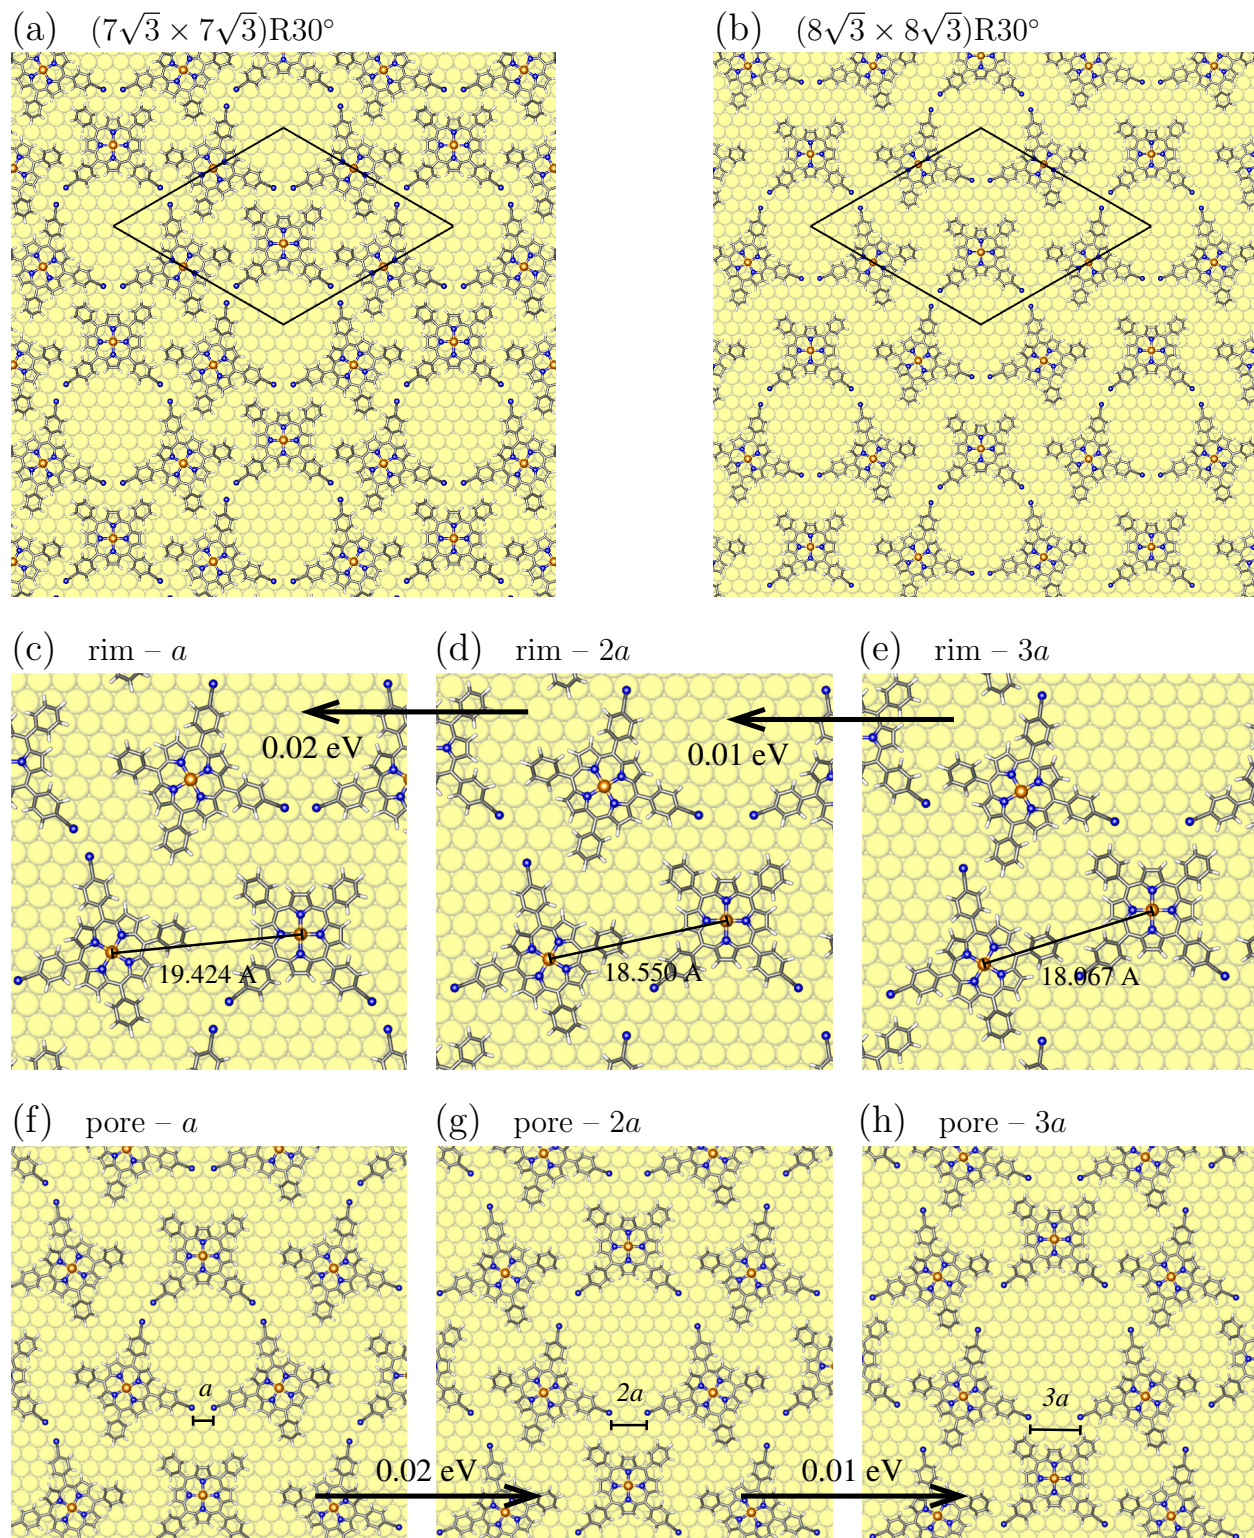 (a) (7√3 × 7√3)R30°
(b) (8√3 × 8√3)R30°
(c) rim – a
(d) rim – 2a
(e) rim – 3a
0.02 eV
0.01 eV
19.424 A
18.550 A
18.067 A
(f) pore – a
(g) pore – 2a
(h) pore – 3a
a
2a
3a
0.02 eV
0.01 eV